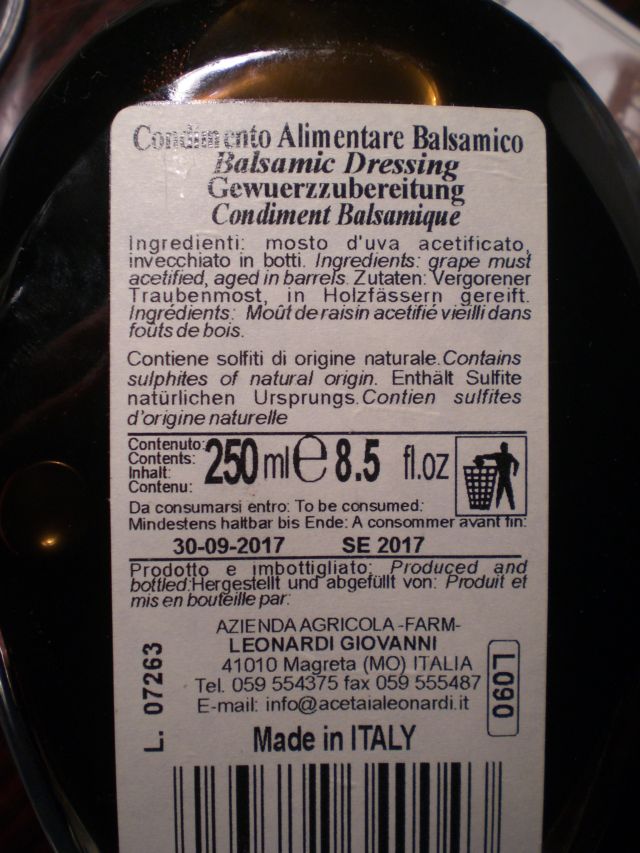 Condimento Alimentare Balsamico
Balsamic Dressing
Gewuerzzubereitung
Condiment Balsamique
Ingredienti: mosto d'uva acetificato,
invecchiato in botti. Ingredients: grape must
acetified, aged in barrels. Zutaten: Vergorener
Traubenmost, in Holzfässern gereift.
Ingrédients: Moût de raisin acetifié vieilli dans
foûts de bois.
Contiene solfiti di origine naturale. Contains
sulphites of natural origin. Enthält Sulfite
natürlichen Ursprungs. Contien sulfites
d'origine naturelle
Contenuto:
Contents:
Inhalt:
Contenu:
250 ml e 8.5 fl.oz
Da consumarsi entro: To be consumed:
Mindestens haltbar bis Ende: A consommer avant fin:
30-09-2017 SE 2017
Prodotto e imbottigliato: Produced and
bottled: Hergestellt und abgefüllt von: Produit et
mis en bouteille par:
AZIENDA AGRICOLA -FARM-
LEONARDI GIOVANNI
41010 Magreta (MO) ITALIA
Tel. 059 554375 fax 059 555487
E-mail: info@acetaialeonardi.it
Made in ITALY
L. 07263
L090